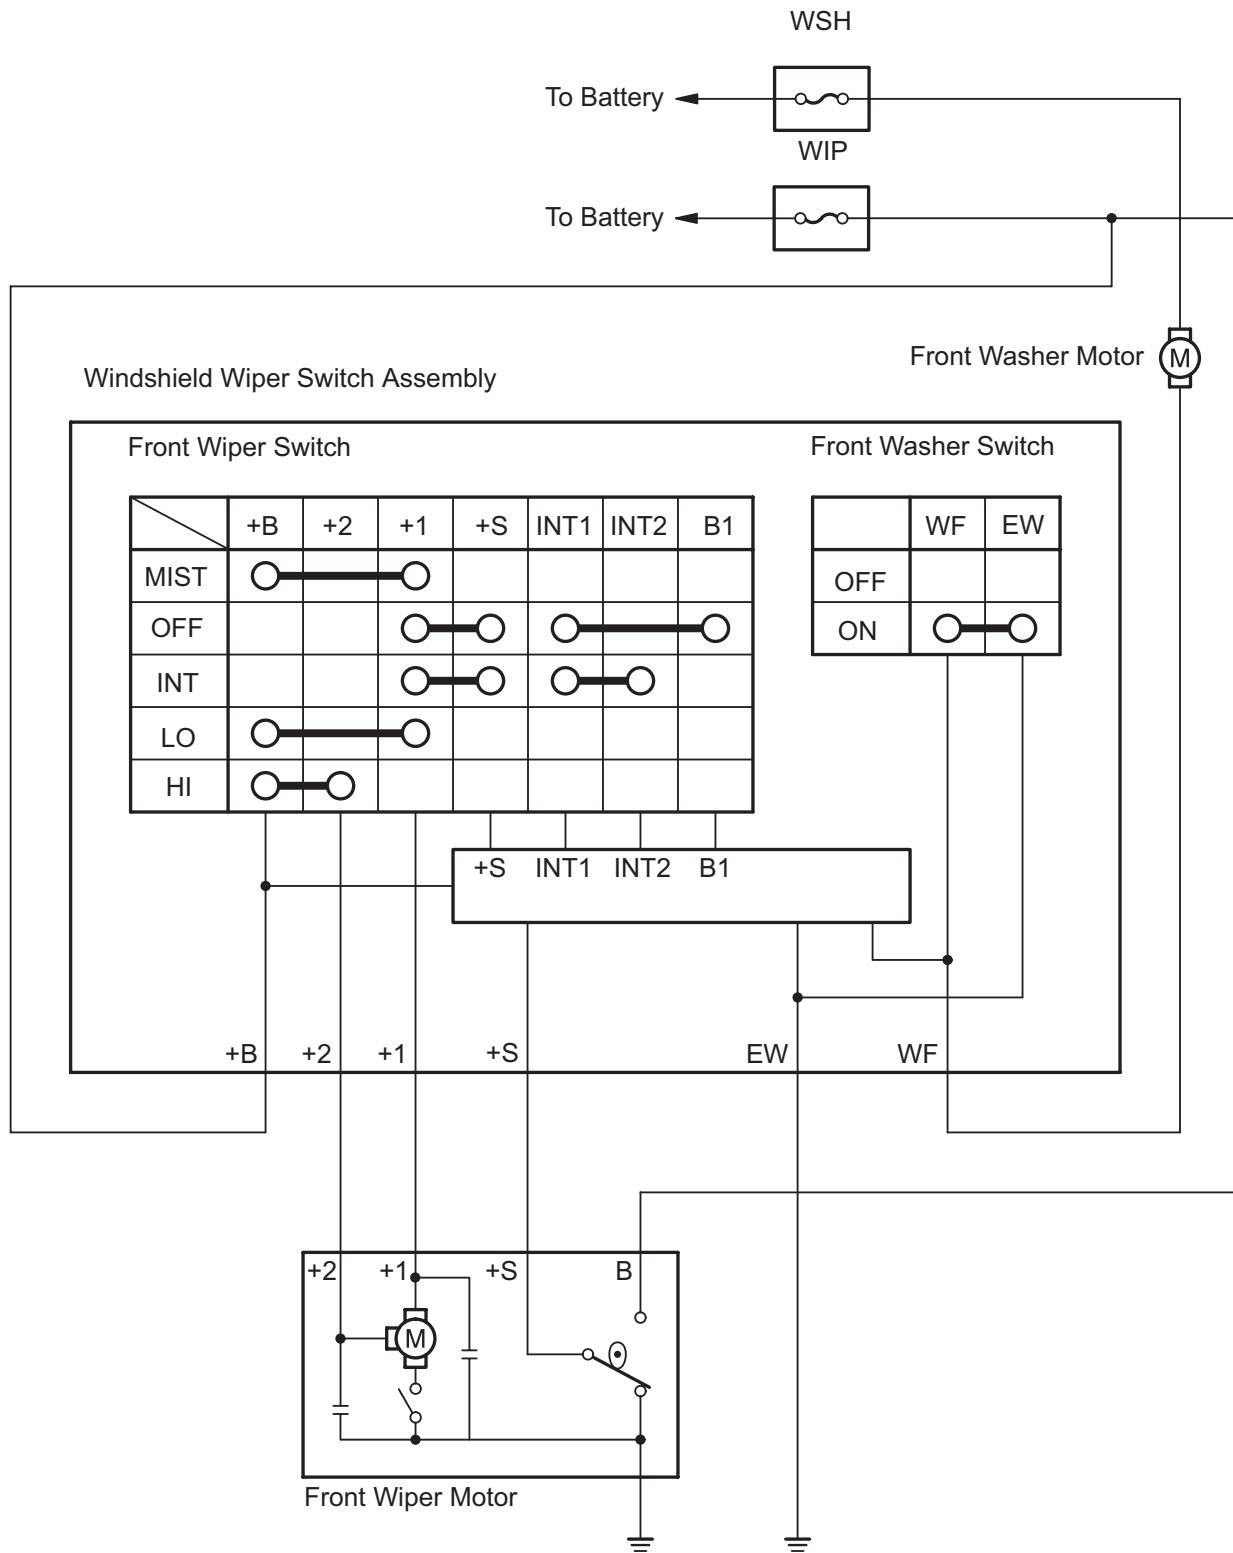 WSH
To Battery
WIP
To Battery
Front Washer Motor
M
Windshield Wiper Switch Assembly
Front Wiper Switch
Front Washer Switch
+B +2 +1 +S INT1 INT2 B1
MIST
OFF
INT
LO
HI
WF EW
OFF
ON
+S INT1 INT2 B1
+B +2 +1 +S EW WF
+2 +1 +S B
M
Front Wiper Motor